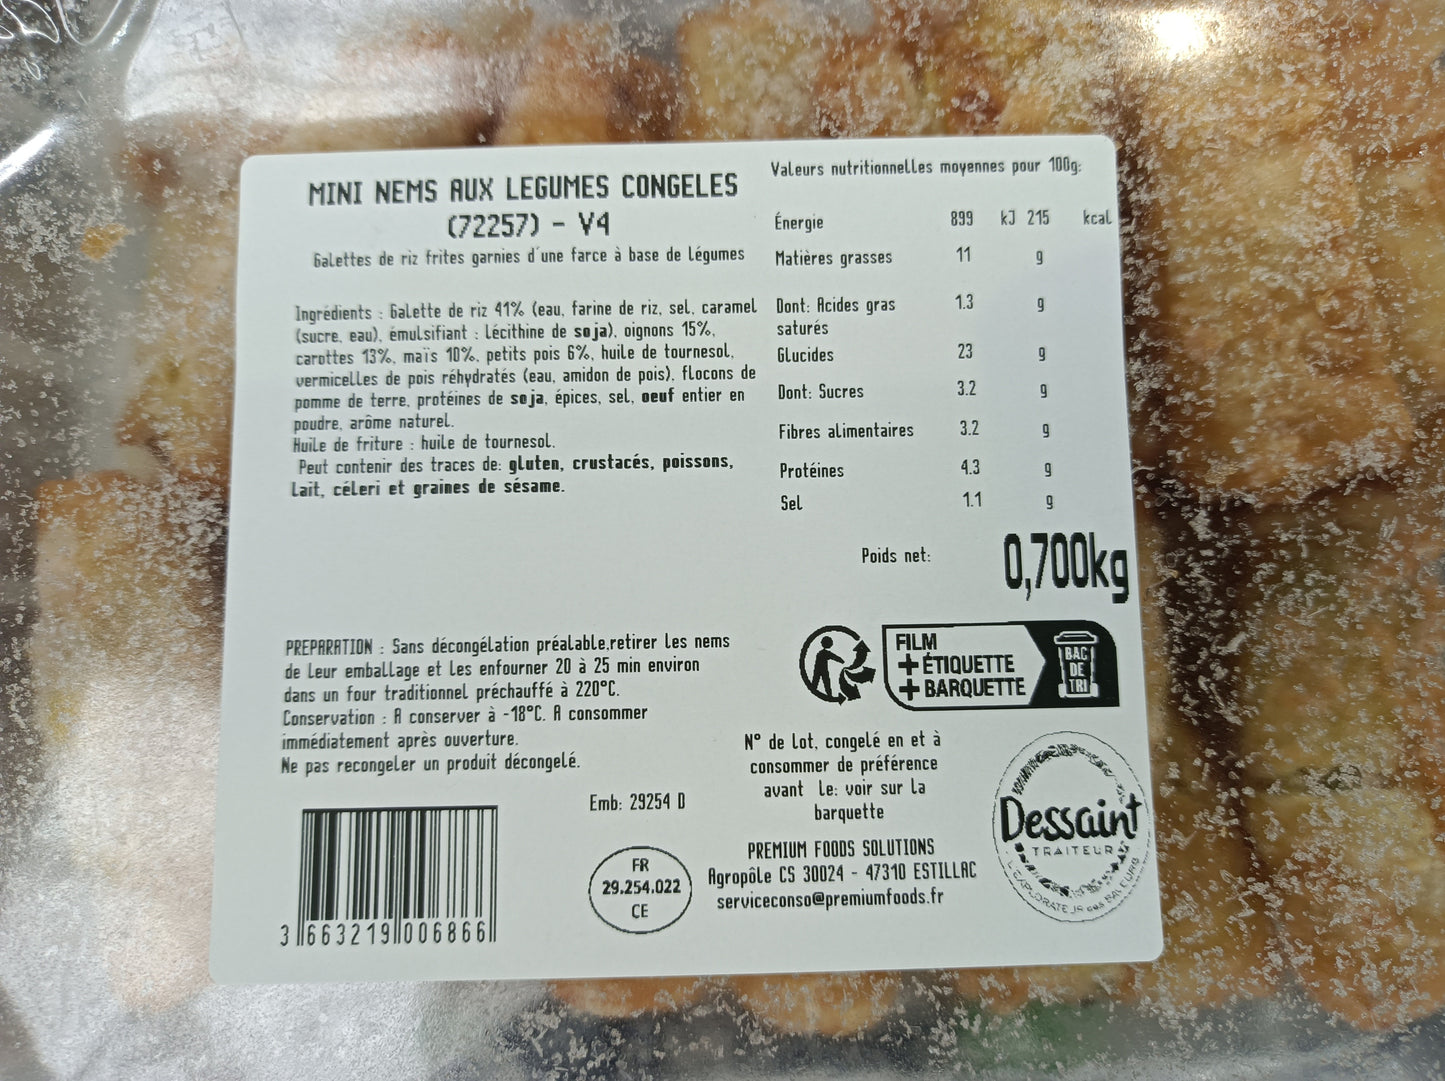 MINI NEMS AUX LEGUMES CONGELES
(72257) - V4
Galettes de riz frites garnies d'une farce à base de légumes
Ingrédients : Galette de riz 41% (eau, farine de riz, sel, caramel
(sucre, eau), émulsifiant : lécithine de soja), oignons 15%,
carottes 13%, maïs 10%, petits pois 6%, huile de tournesol,
vermicelles de pois réhydratés (eau, amidon de pois), flocons de
pomme de terre, protéines de soja, épices, sel, oeuf entier en
poudre, arôme naturel.
Huile de friture : huile de tournesol.
Peut contenir des traces de: gluten, crustacés, poissons,
lait, céleri et graines de sésame.
Valeurs nutritionnelles moyennes pour 100g:
Énergie 899 kJ 215 kcal
Matières grasses 11 g
Dont: Acides gras 1.3 g
saturés
Glucides 23 g
Dont: Sucres 3.2 g
Fibres alimentaires 3.2 g
Protéines 4.3 g
Sel 1.1 g
Poids net: 0,700kg
PREPARATION : Sans décongélation préalable,retirer les nems
de leur emballage et les enfourner 20 à 25 min environ
dans un four traditionnel préchauffé à 220°C.
Conservation : A conserver à -18°C. A consommer
immédiatement après ouverture.
Ne pas recongeler un produit décongelé.
FILM
+ ÉTIQUETTE
+ BARQUETTE
BAC
DE
TRI
N° de lot, congelé en et à
consommer de préférence
avant le: voir sur la
barquette
Emb: 29254 D
FR
29.254.022
CE
PREMIUM FOODS SOLUTIONS
Agropôle CS 30024 - 47310 ESTILLAC
serviceconso@premiumfoods.fr
Dessaint
TRAITEUR
3 663219 006866